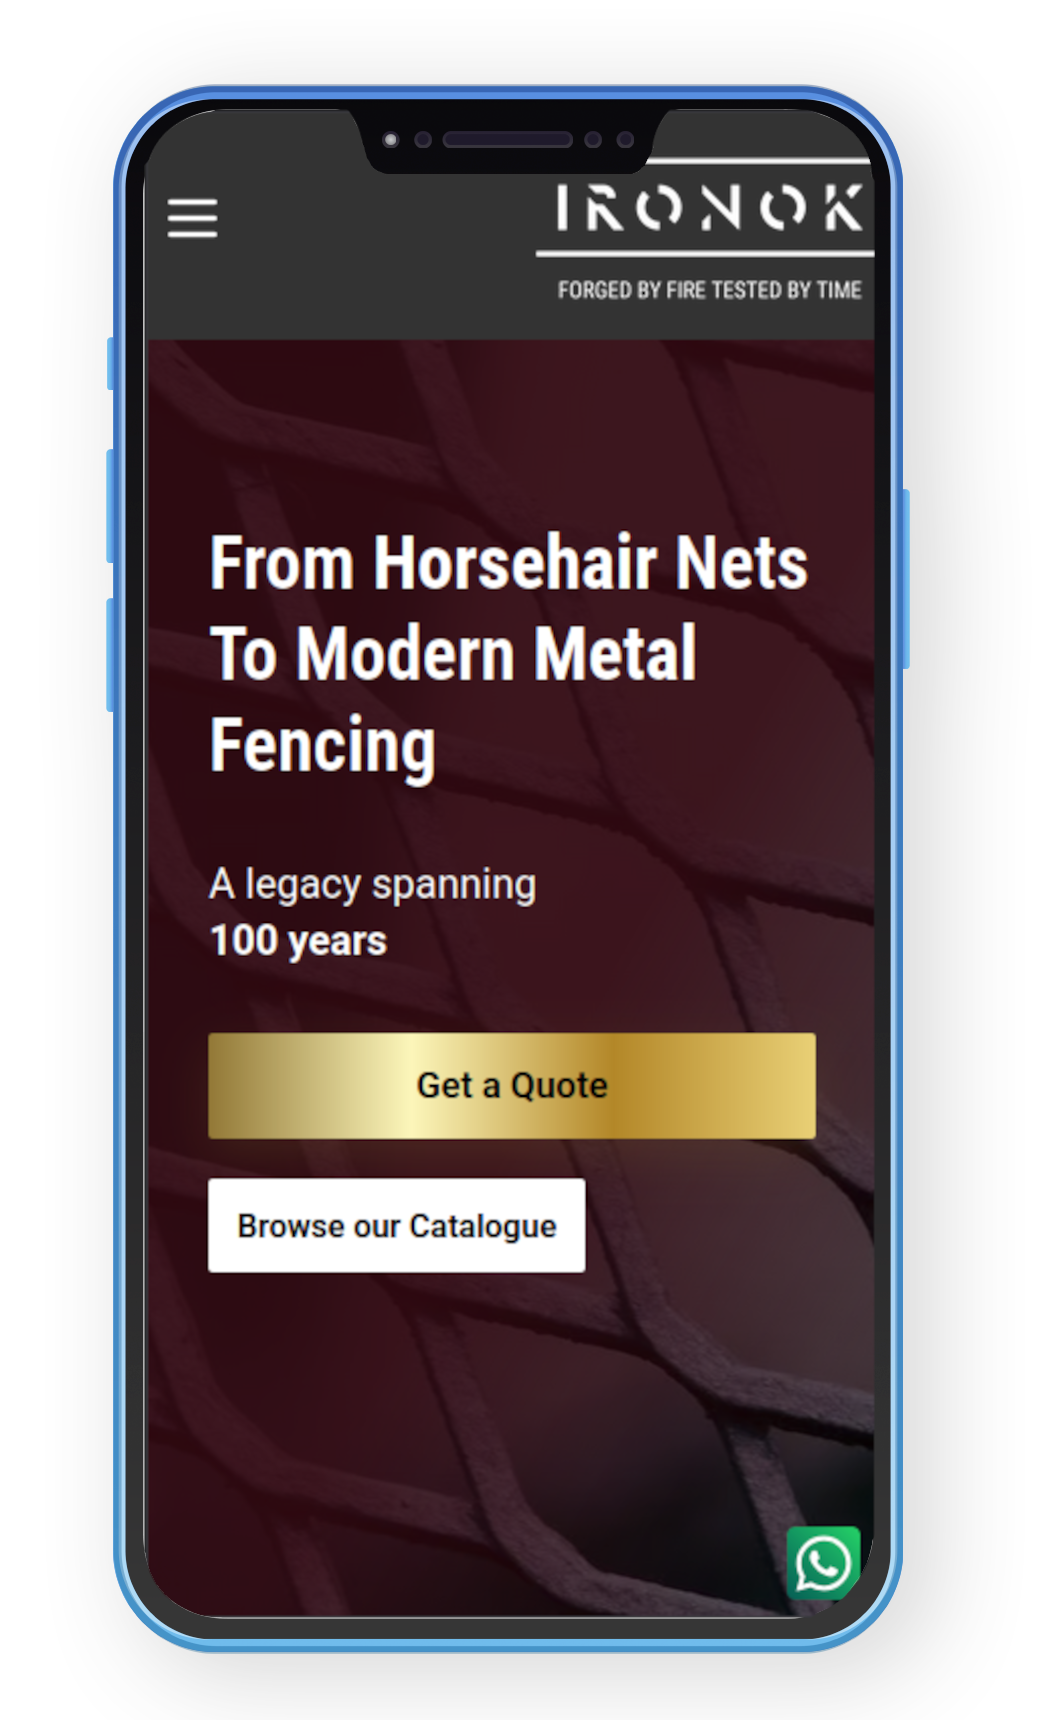 IRONOK
FORGED BY FIRE TESTED BY TIME
From Horsehair Nets
To Modern Metal
Fencing
A legacy spanning
100 years
Get a Quote
Browse our Catalogue